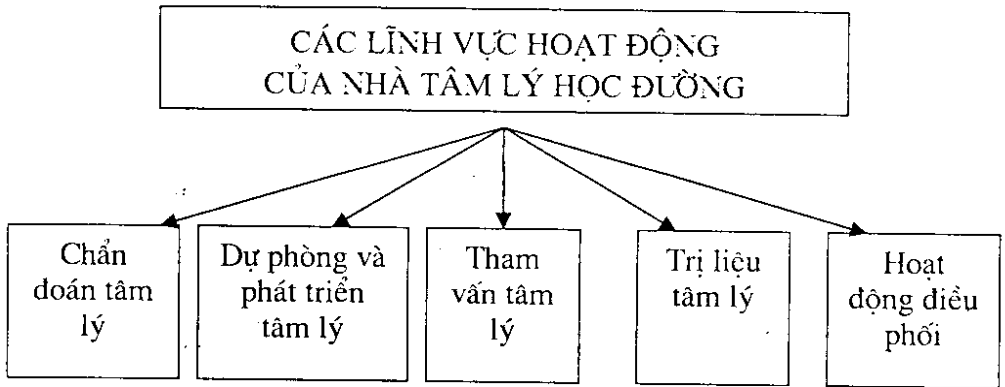 CÁC LĨNH VỰC HOẠT ĐỘNG
CỦA NHÀ TÂM LÝ HỌC ĐƯỜNG
Chẩn
đoán tâm
lý
Dự phòng và
phát triển
tâm lý
Tham
vấn tâm
lý
Trị liệu
tâm lý
Hoạt
động điều
phối